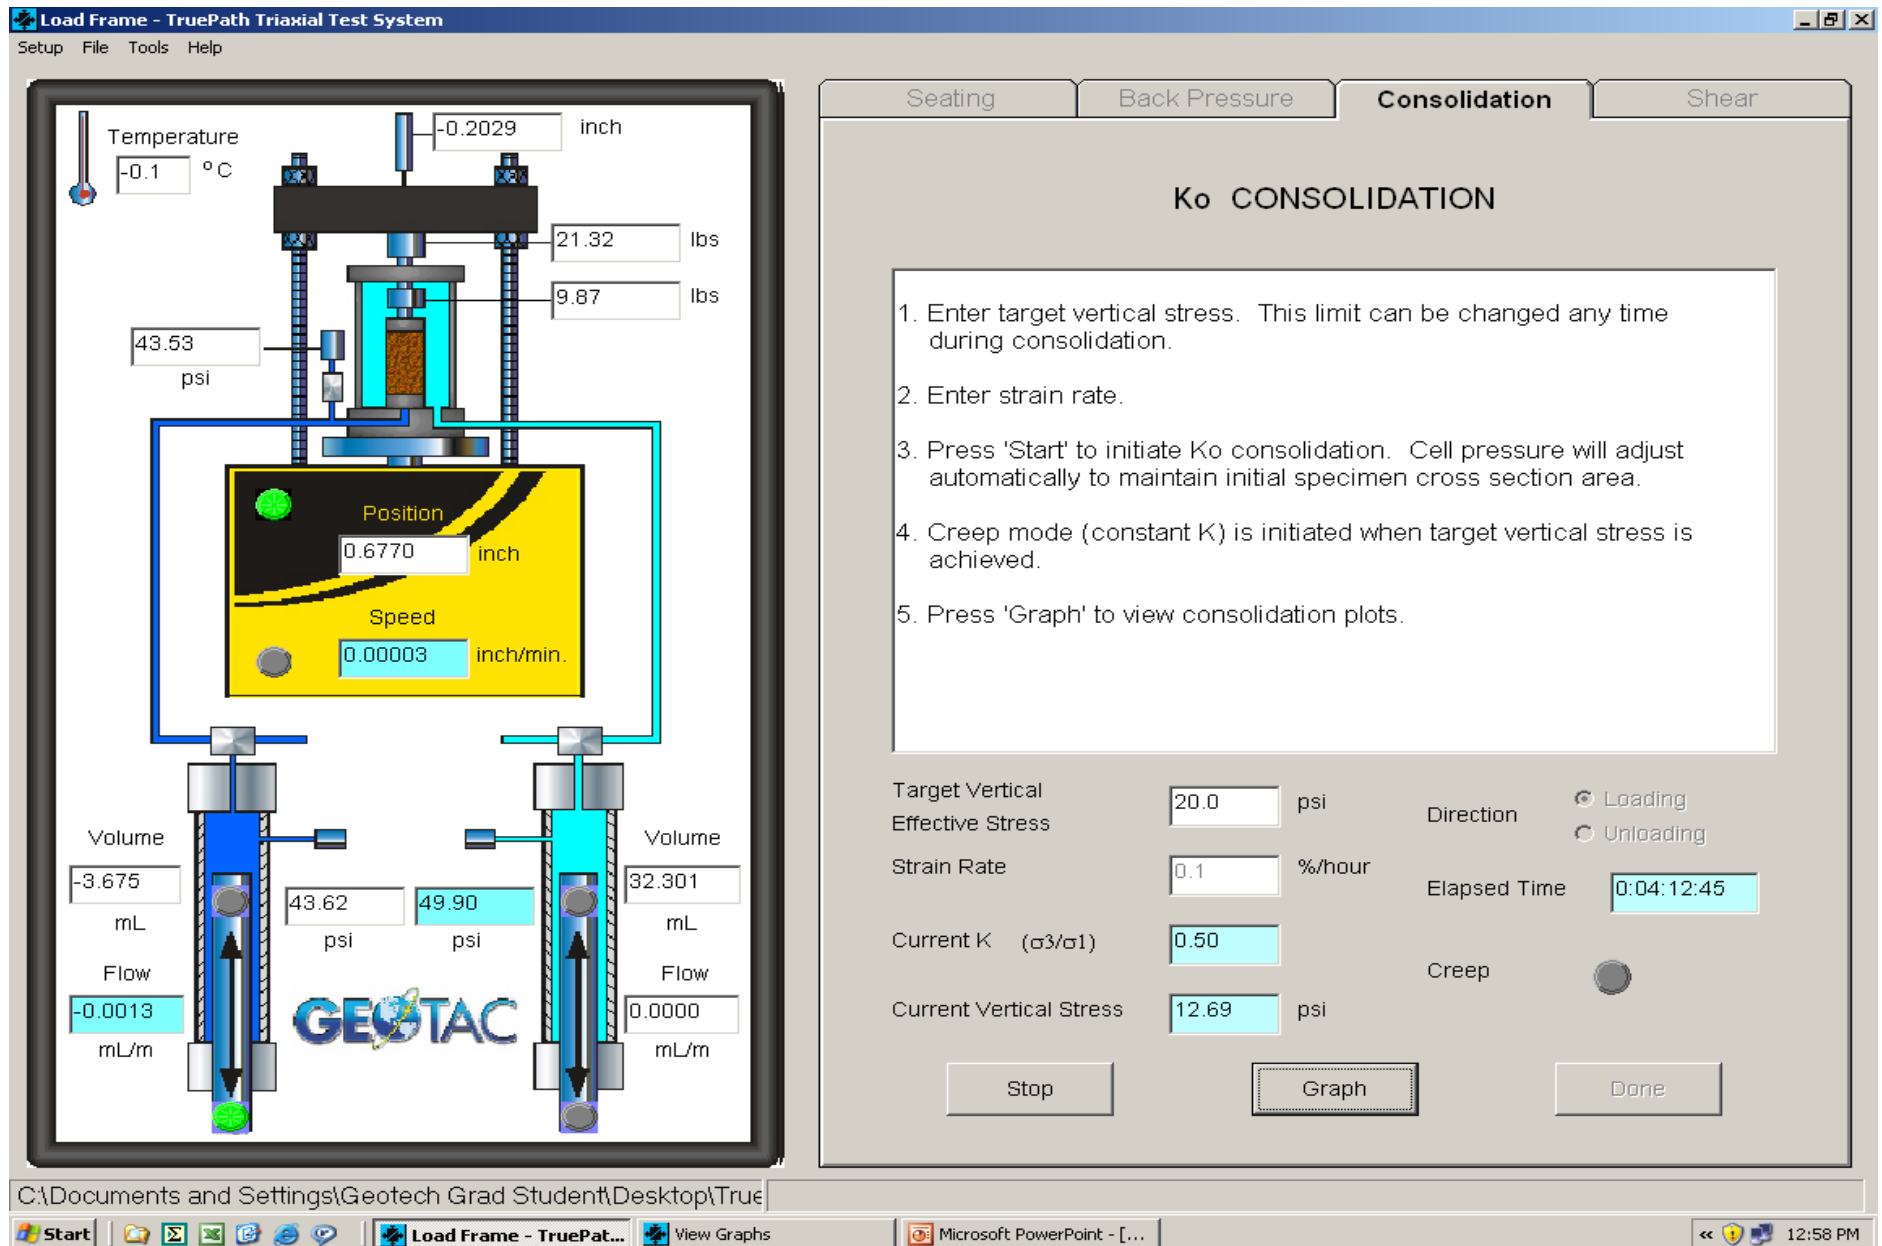 Load Frame - TruePath Triaxial Test System
Setup File Tools Help
Temperature
-0.1 °C
-0.2029 inch
21.32 lbs
9.87 lbs
43.53
psi
Position
0.6770 inch
Speed
0.00003 inch/min.
Volume
-3.675
mL
Flow
-0.0013
mL/m
43.62
psi
49.90
psi
Volume
32.301
mL
Flow
0.0000
mL/m
GEOTAC
Seating Back Pressure Consolidation Shear
Ko CONSOLIDATION
1. Enter target vertical stress. This limit can be changed any time
during consolidation.
2. Enter strain rate.
3. Press 'Start' to initiate Ko consolidation. Cell pressure will adjust
automatically to maintain initial specimen cross section area.
4. Creep mode (constant K) is initiated when target vertical stress is
achieved.
5. Press 'Graph' to view consolidation plots.
Target Vertical
Effective Stress
20.0 psi
Strain Rate 0.1 %/hour
Current K (σ3/σ1) 0.50
Current Vertical Stress 12.69 psi
Direction
Loading
Unloading
Elapsed Time 0:04:12:45
Creep
Stop Graph Done
C:\Documents and Settings\Geotech Grad Student\Desktop\True
Start Load Frame - TruePat... View Graphs Microsoft PowerPoint - [... « 12:58 PM